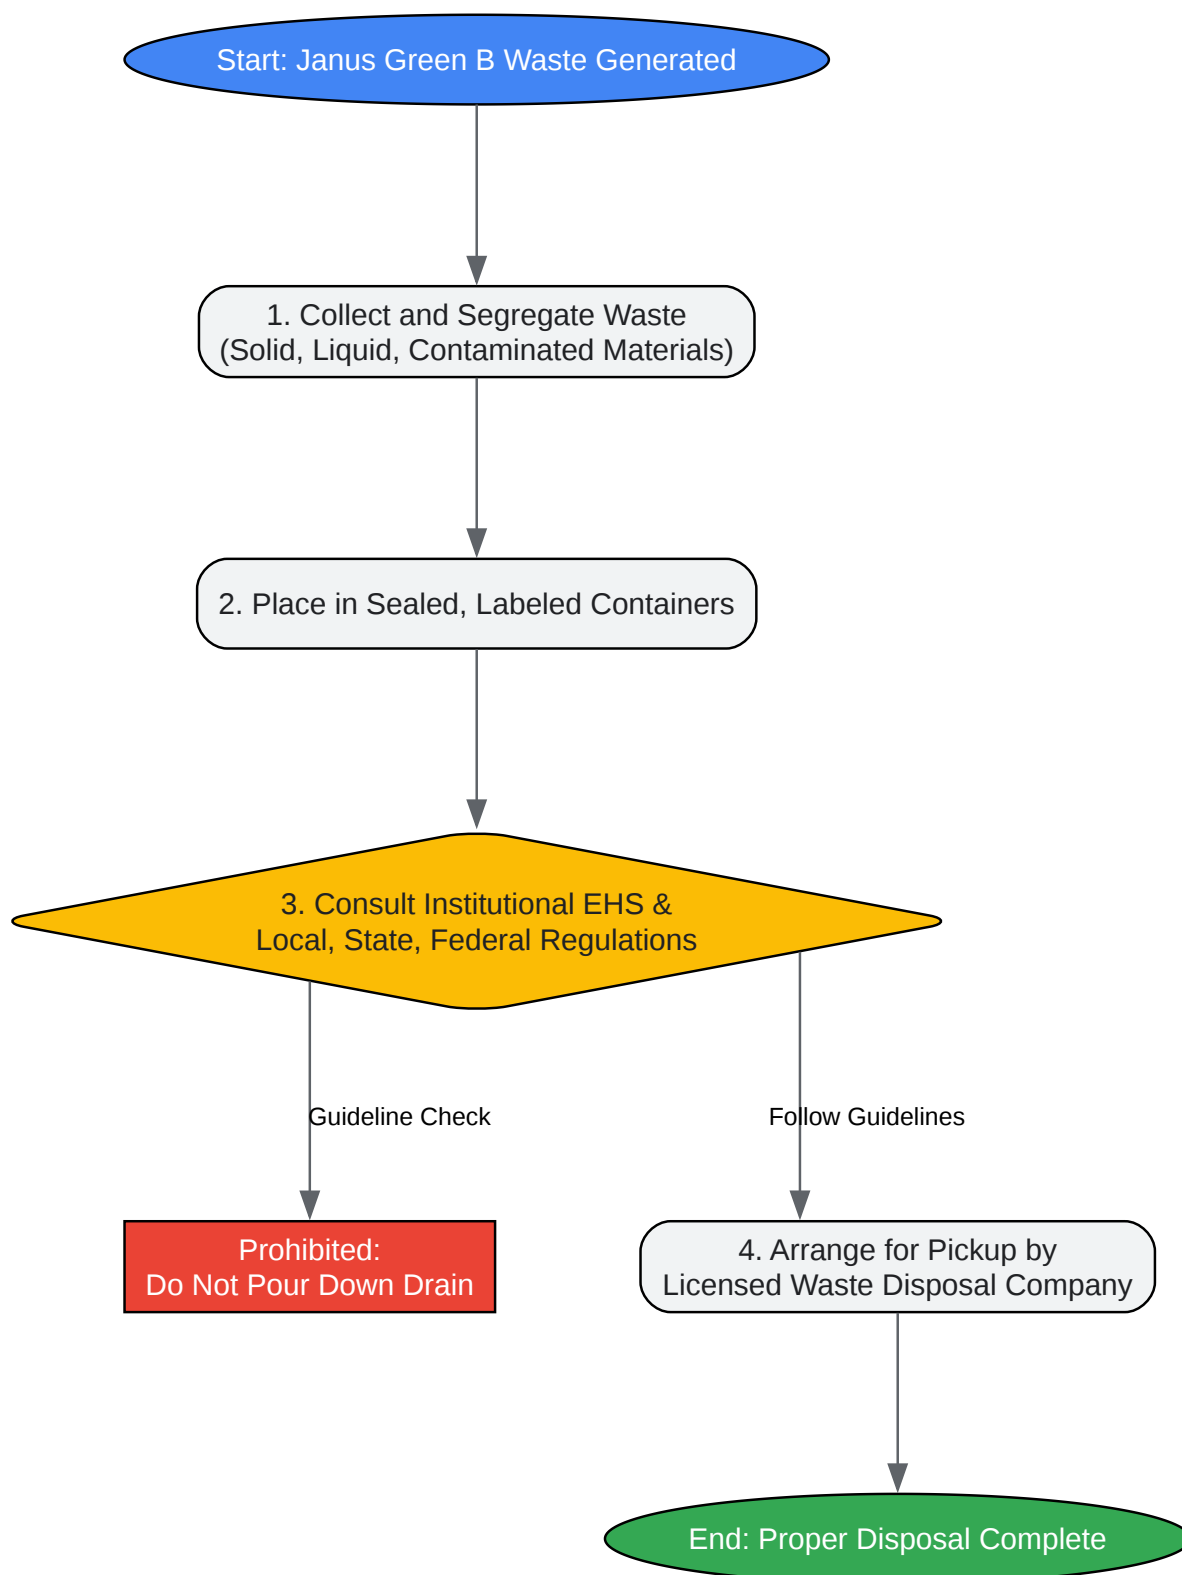 Start: Janus Green B Waste Generated
1. Collect and Segregate Waste
(Solid, Liquid, Contaminated Materials)
2. Place in Sealed, Labeled Containers
3. Consult Institutional EHS &
Local, State, Federal Regulations
Guideline Check
Follow Guidelines
Prohibited:
Do Not Pour Down Drain
4. Arrange for Pickup by
Licensed Waste Disposal Company
End: Proper Disposal Complete